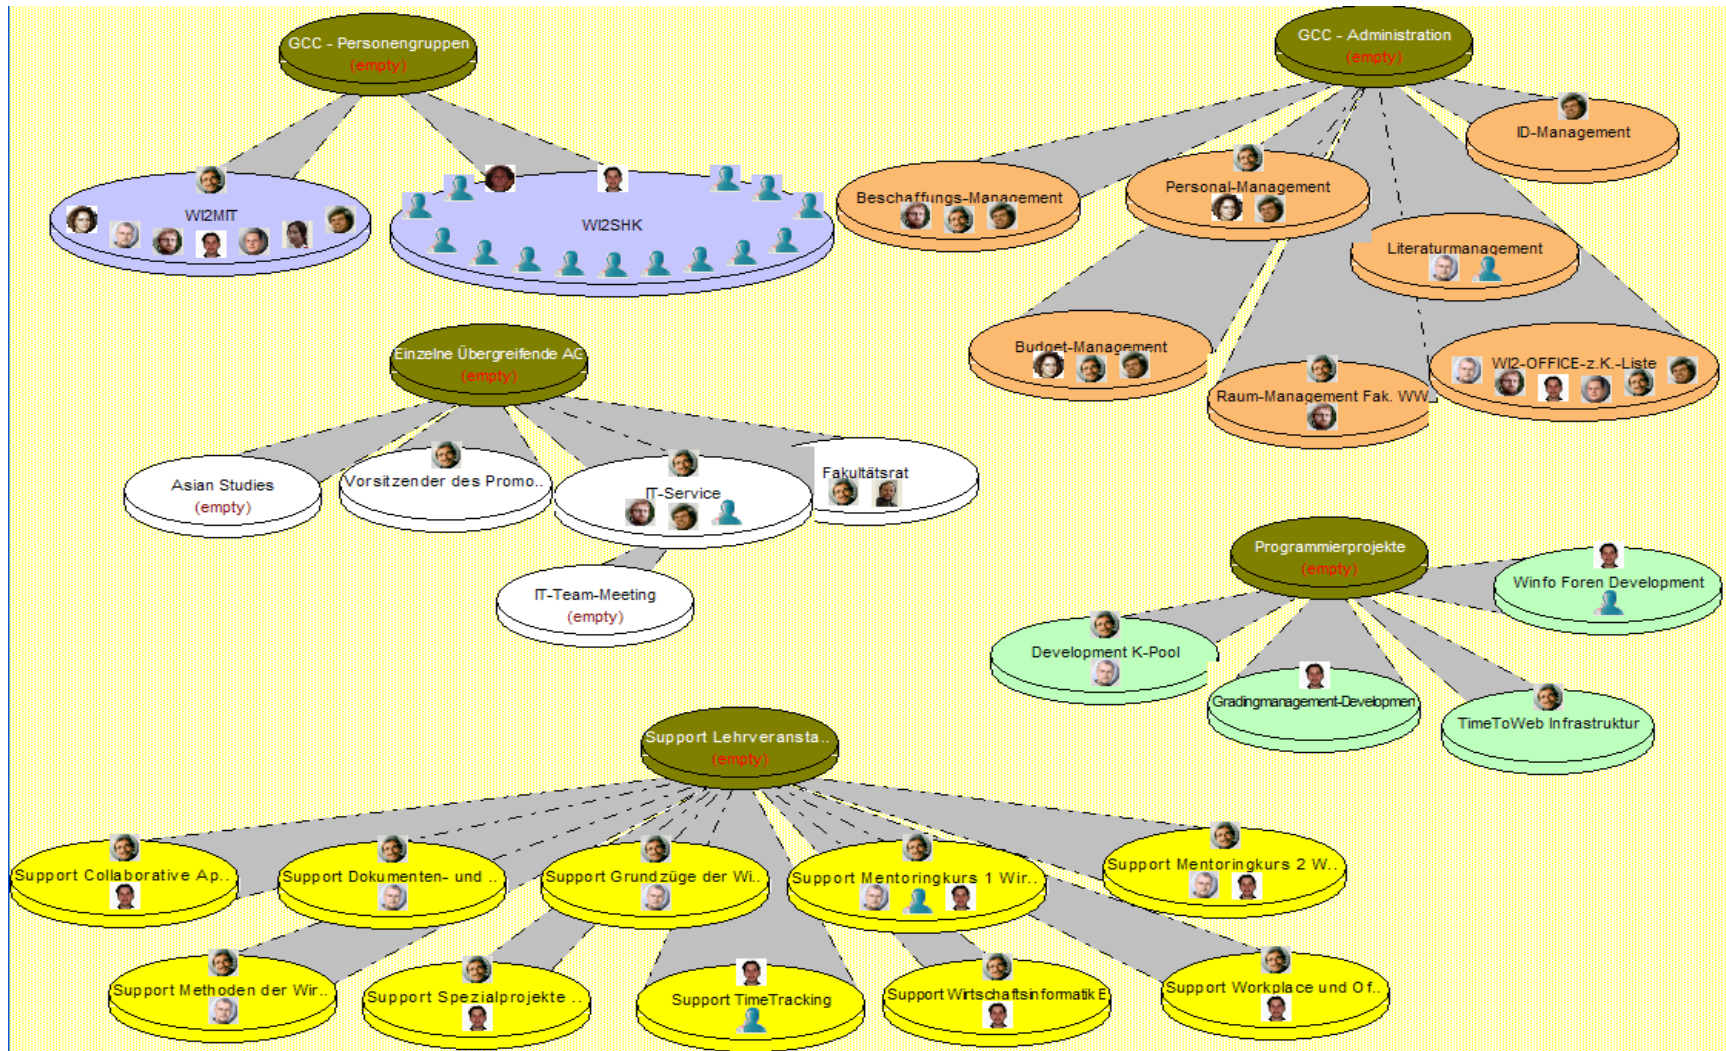 GCC - Personengruppen
(empty)
WI2MIT
WI2SHK
GCC - Administration
(empty)
ID-Management
Beschaffungs-Management
Personal-Management
Literaturmanagement
Budget-Management
Raum-Management Fak. WW
WI2-OFFICE-z.K.-Liste
Einzelne Übergreifende AG
(empty)
Asian Studies
(empty)
Vorsitzender des Promo..
IT-Service
Fakultätsrat
IT-Team-Meeting
(empty)
Programmierprojekte
(empty)
Winfo Foren Development
Development K-Pool
Gradingmanagement-Developmen
TimeToWeb Infrastruktur
Support Lehrveransta..
(empty)
Support Collaborative Ap..
Support Dokumenten- und ..
Support Grundzüge der Wi..
Support Mentoringkurs 1 Wir..
Support Mentoringkurs 2 W..
Support Methoden der Wir..
Support Spezialprojekte ..
Support TimeTracking
Support Wirtschaftsinformatik E
Support Workplace und Of..